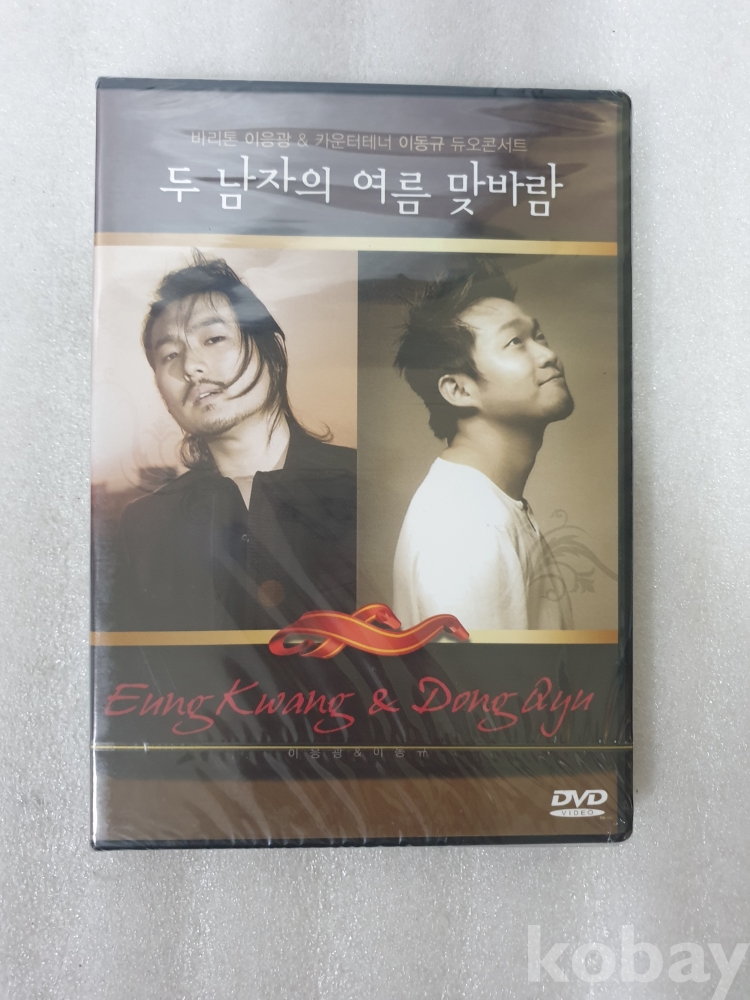 바리톤 이응광 & 카운터테너 이동규 듀오콘서트
두 남자의 여름 맞바람
Eung Kwang & Dong Qyu
이응광&이동규
DVD
VIDEO
kobay